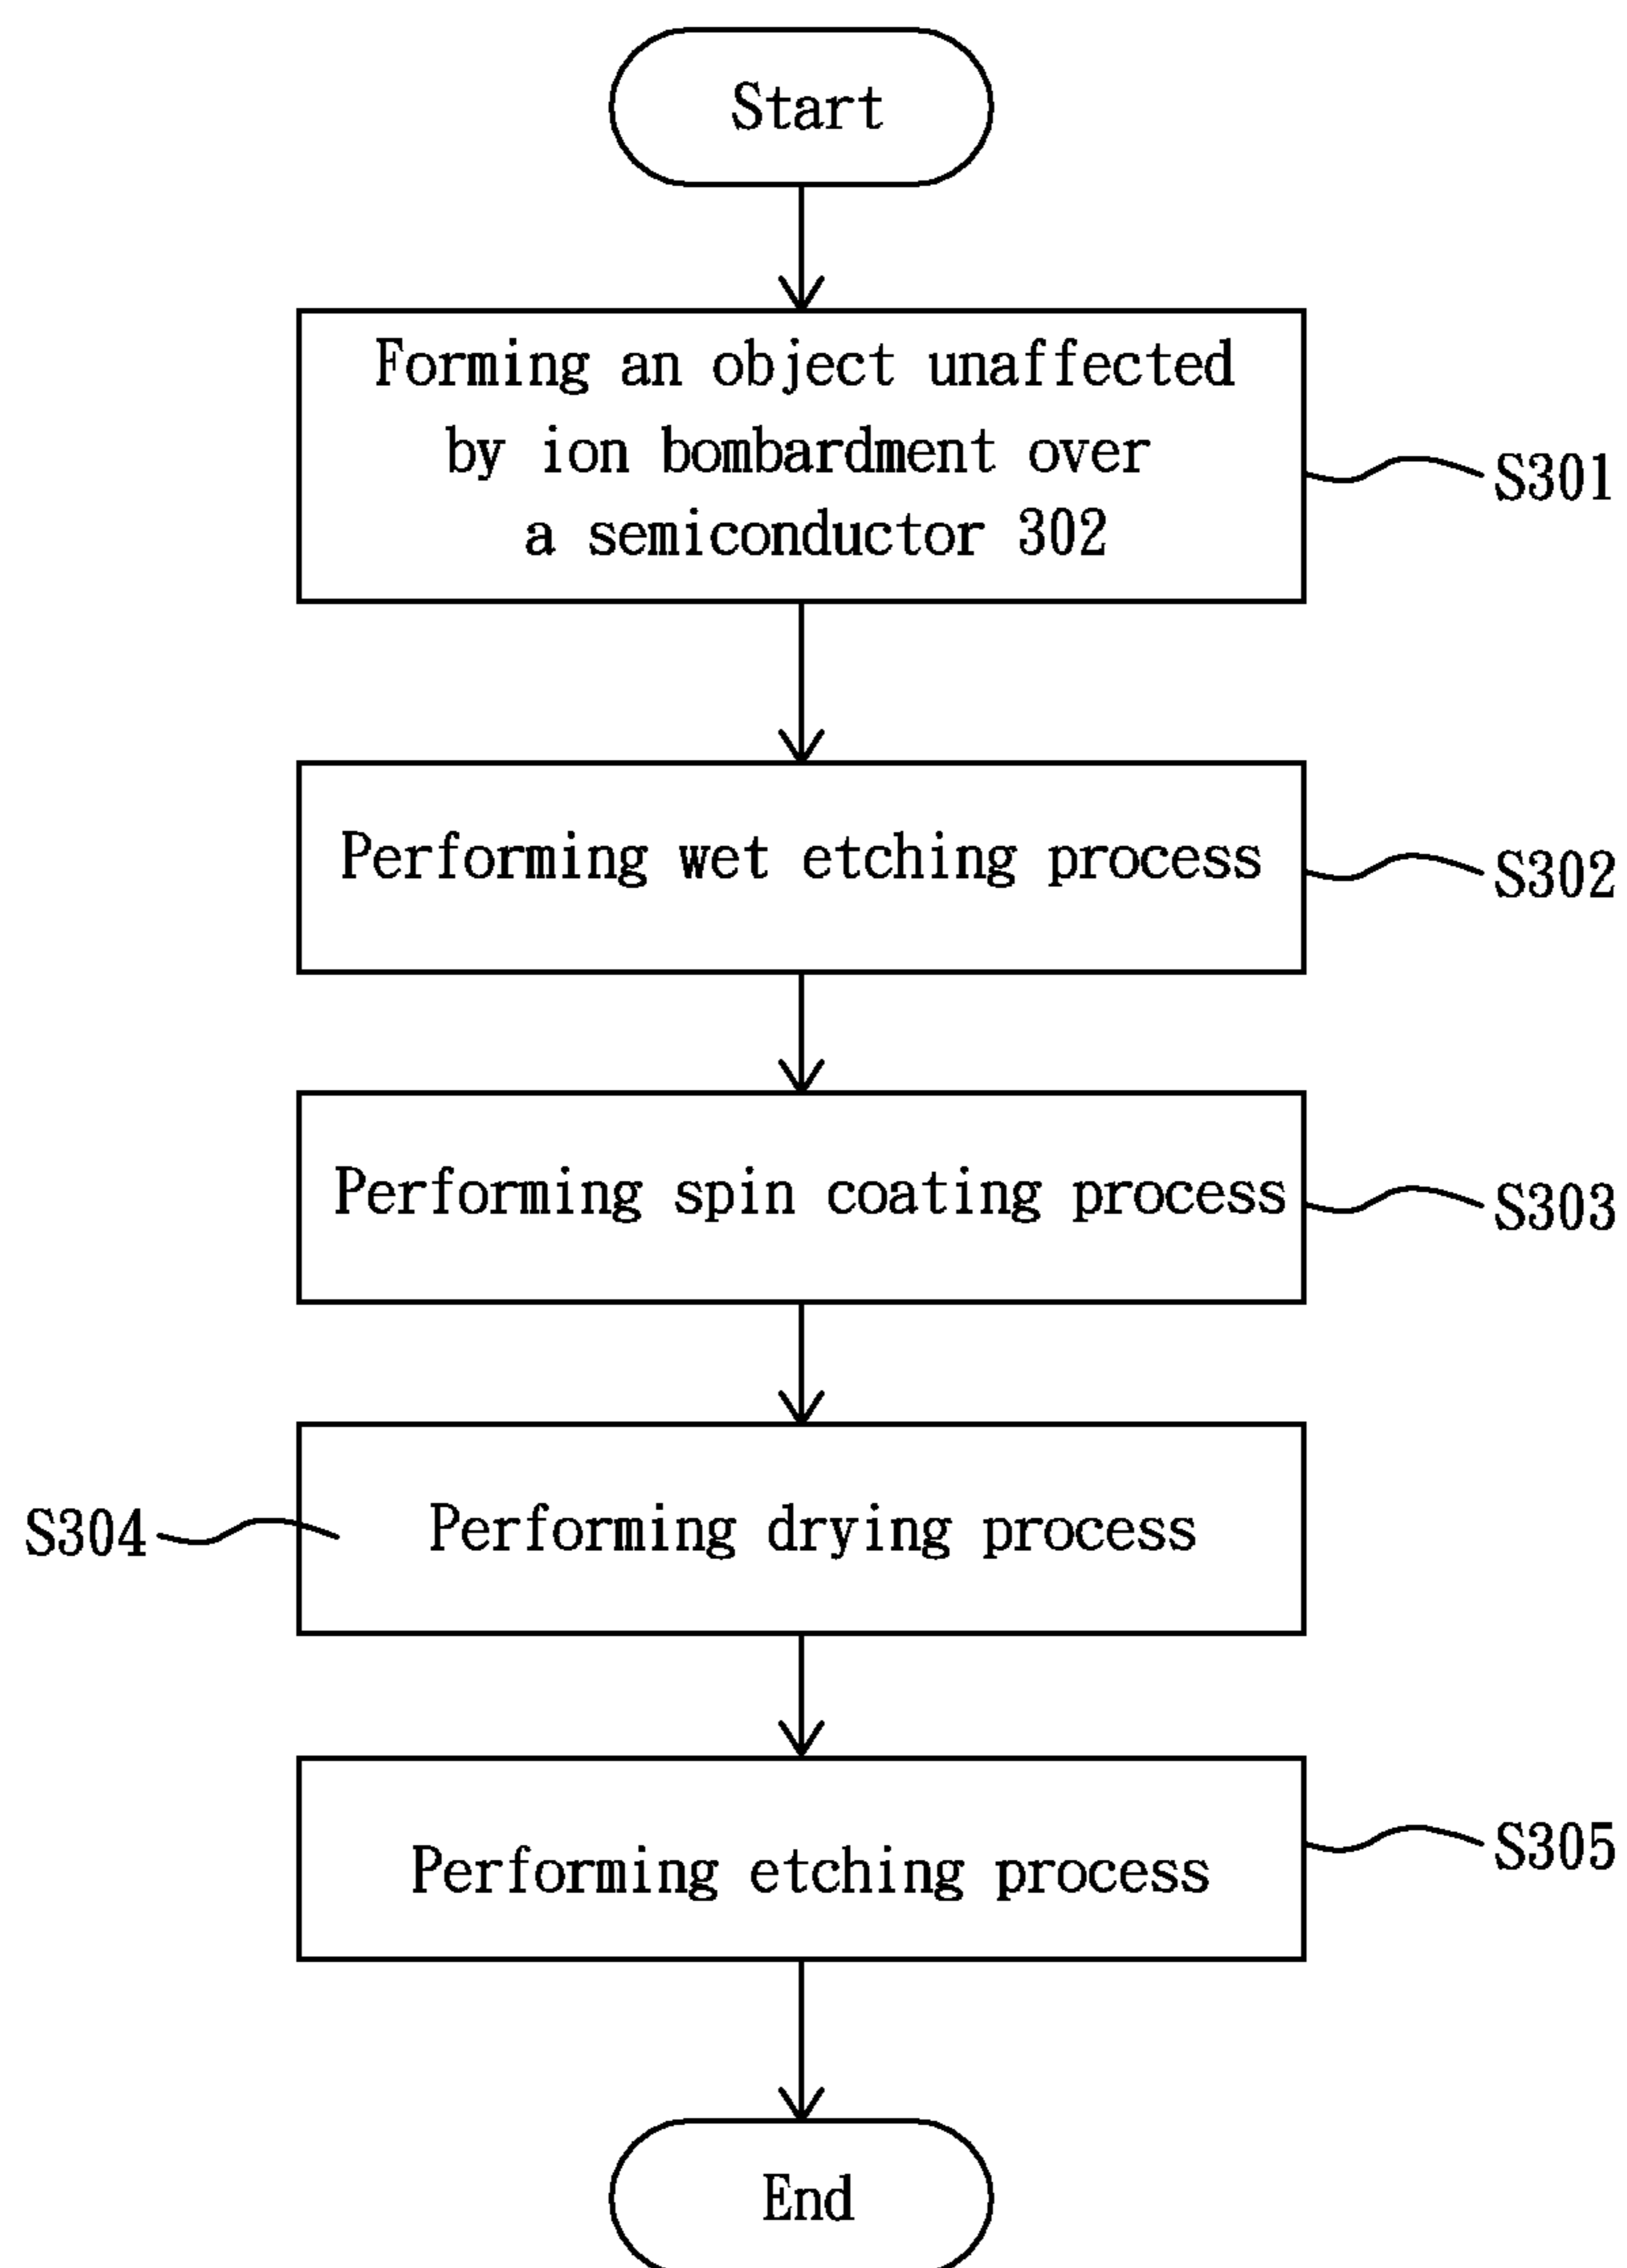 Start
Forming an object unaffected
by ion bombardment over
a semiconductor 302
S301
Performing wet etching process
S302
Performing spin coating process
S303
S304
Performing drying process
Performing etching process
S305
End